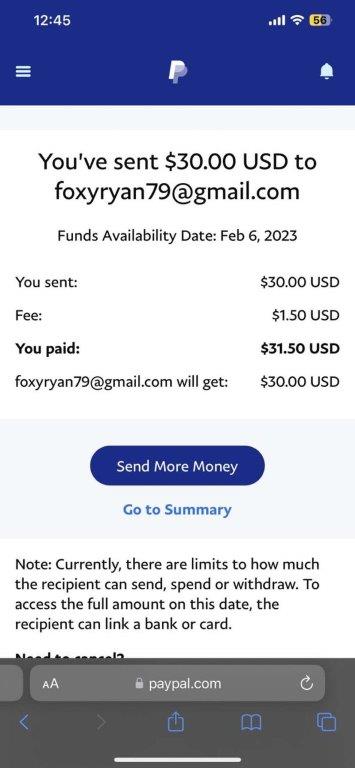 12:45
56
You've sent $30.00 USD to
foxyryan79@gmail.com
Funds Availability Date: Feb 6, 2023
You sent: $30.00 USD
Fee: $1.50 USD
You paid: $31.50 USD
foxyryan79@gmail.com will get: $30.00 USD
Send More Money
Go to Summary
Note: Currently, there are limits to how much
the recipient can send, spend or withdraw. To
access the full amount on this date, the
recipient can link a bank or card.
Need to cancel?
AA paypal.com